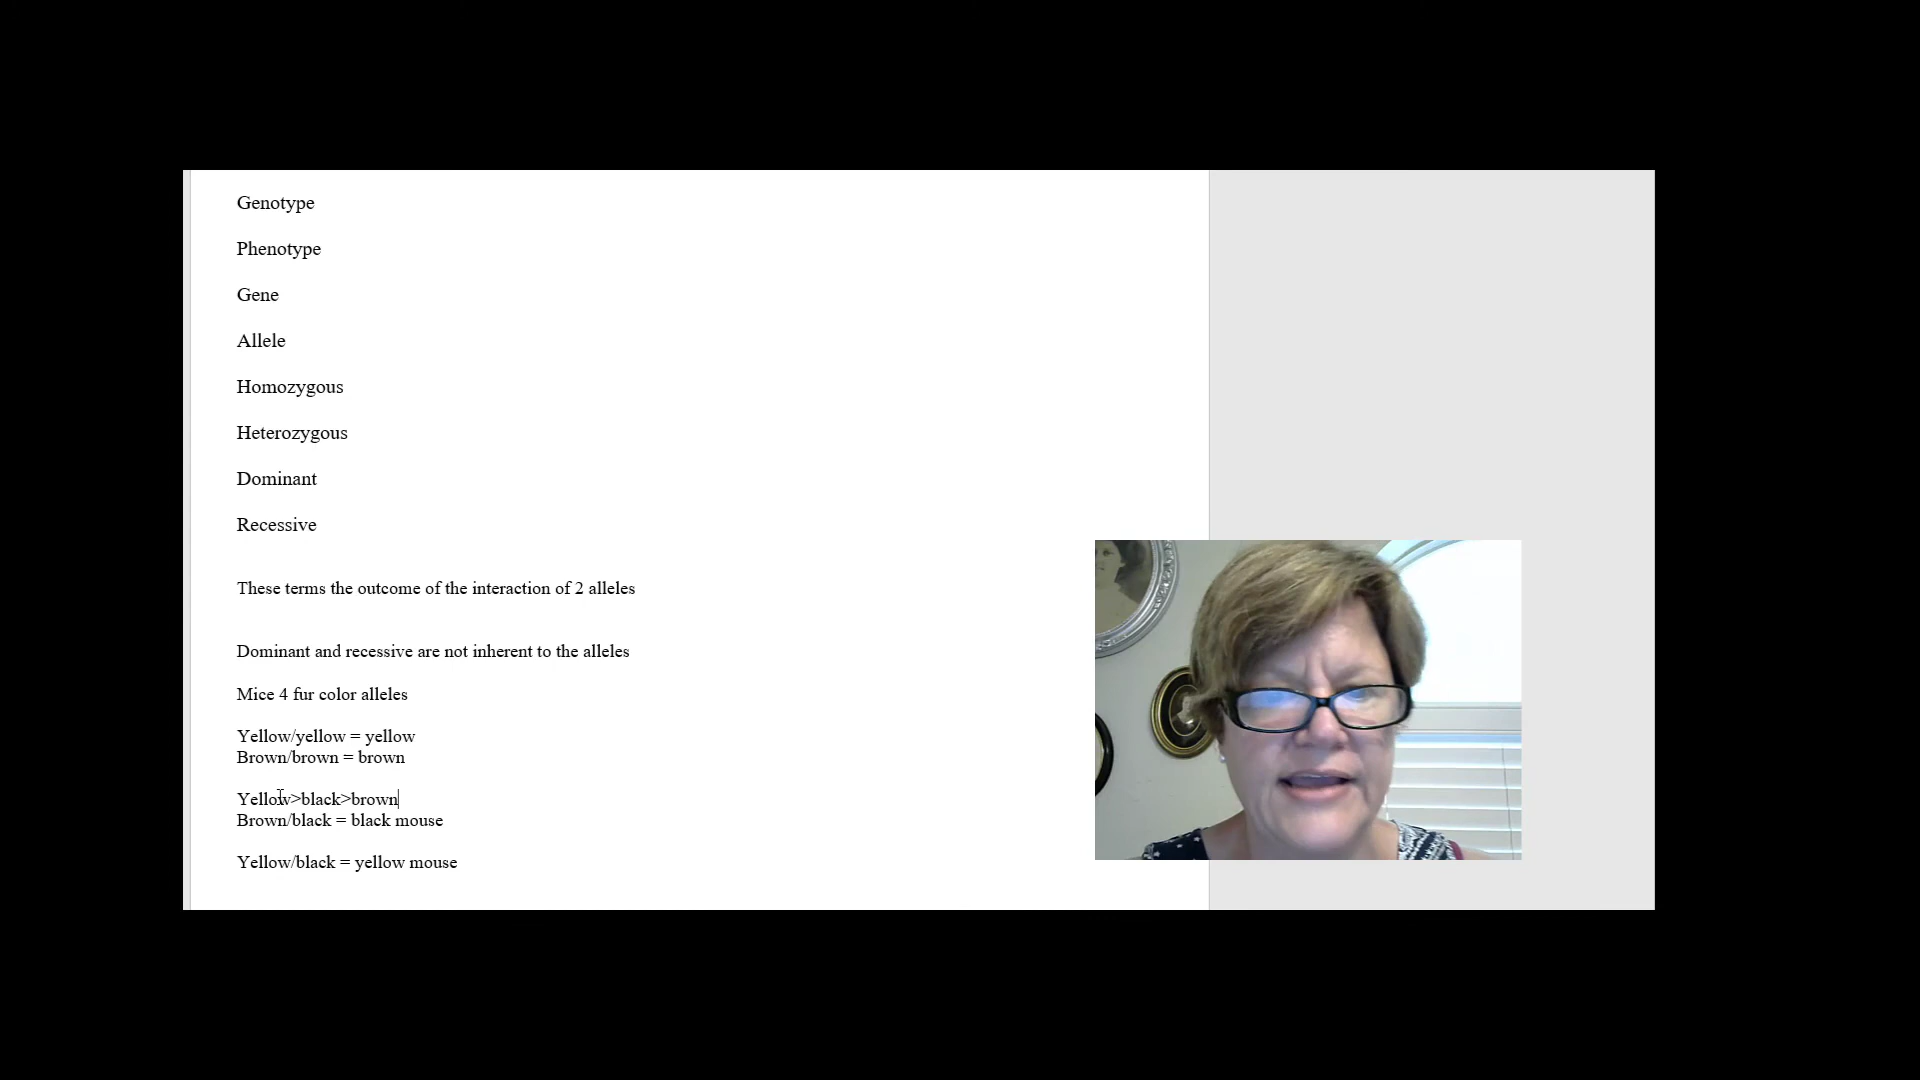 Genotype
Phenotype
Gene
Allele
Homozygous
Heterozygous
Dominant
Recessive
These terms the outcome of the interaction of 2 alleles
Dominant and recessive are not inherent to the alleles
Mice 4 fur color alleles
Yellow/yellow = yellow
Brown/brown = brown
Yellow>black>brown
Brown/black = black mouse
Yellow/black = yellow mouse